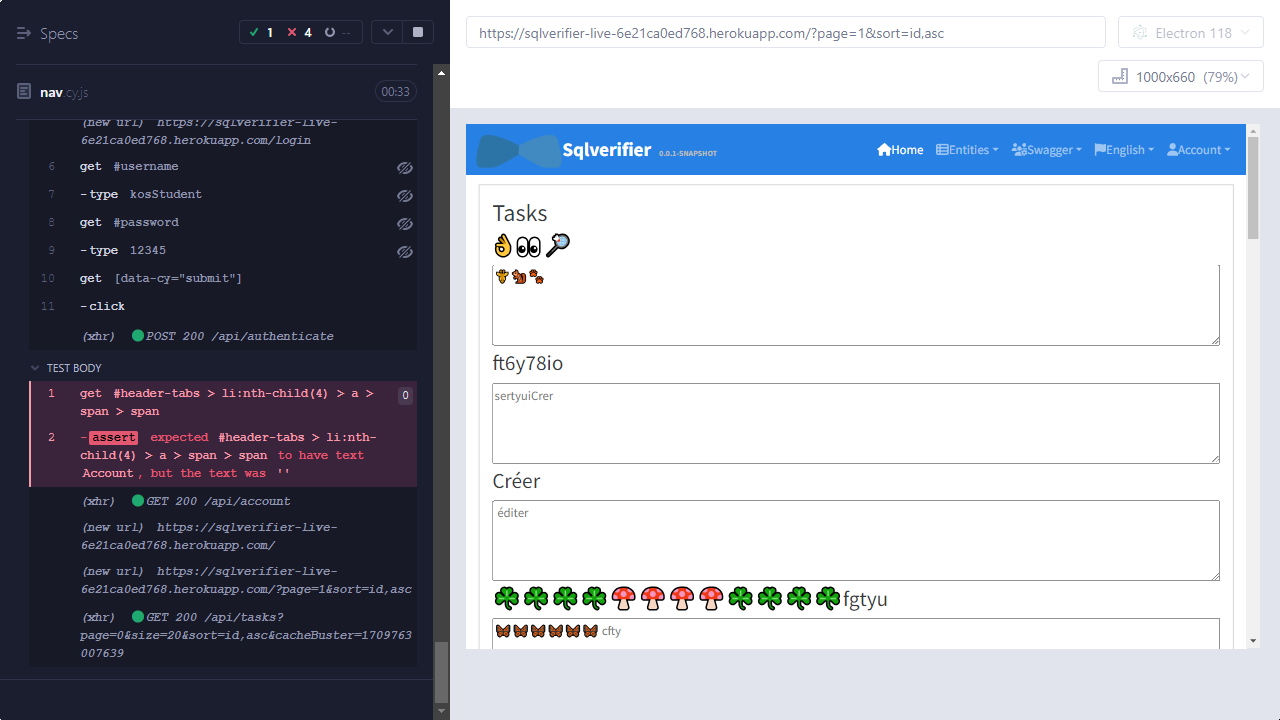 Specs
1
4
--
nav.cy.js
00:33
(new url) https://sqlverifier-live-
6e21ca0ed768.herokuapp.com/login
6 get #username
7 -type kosStudent
8 get #password
9 -type 12345
10 get [data-cy="submit"]
11 -click
(xhr) POST 200 /api/authenticate
TEST BODY
1 get #header-tabs > li:nth-child(4) > a >
span > span
0
2 -assert expected #header-tabs > li:nth-
child(4) > a > span > span to have text
Account, but the text was ''
(xhr) GET 200 /api/account
(new url) https://sqlverifier-live-
6e21ca0ed768.herokuapp.com/
(new url) https://sqlverifier-live-
6e21ca0ed768.herokuapp.com/?page=1&sort=id,asc
(xhr) GET 200 /api/tasks?
page=0&size=20&sort=id,asc&cacheBuster=1709763
007639
https://sqlverifier-live-6e21ca0ed768.herokuapp.com/?page=1&sort=id,asc
Electron 118
1000x660 (79%)
Sqlverifier 0.0.1-SNAPSHOT
Home
Entities
Swagger
English
Account
Tasks
ft6y78io
sertyuiCrer
Créer
éditer
fgtyu
cfty